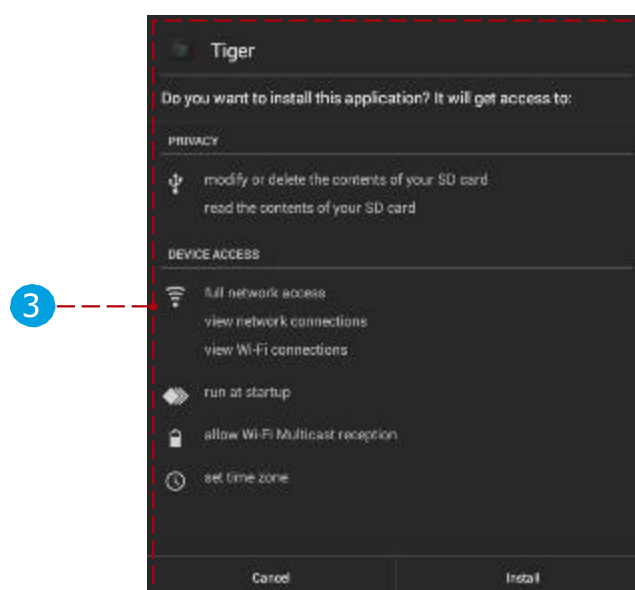 Tiger
Do you want to install this application? It will get access to:
PRIVACY
modify or delete the contents of your SD card
read the contents of your SD card
DEVICE ACCESS
3
full network access
view network connections
view Wi-Fi connections
run at startup
allow Wi-Fi Multicast reception
set time zone
Cancel Install